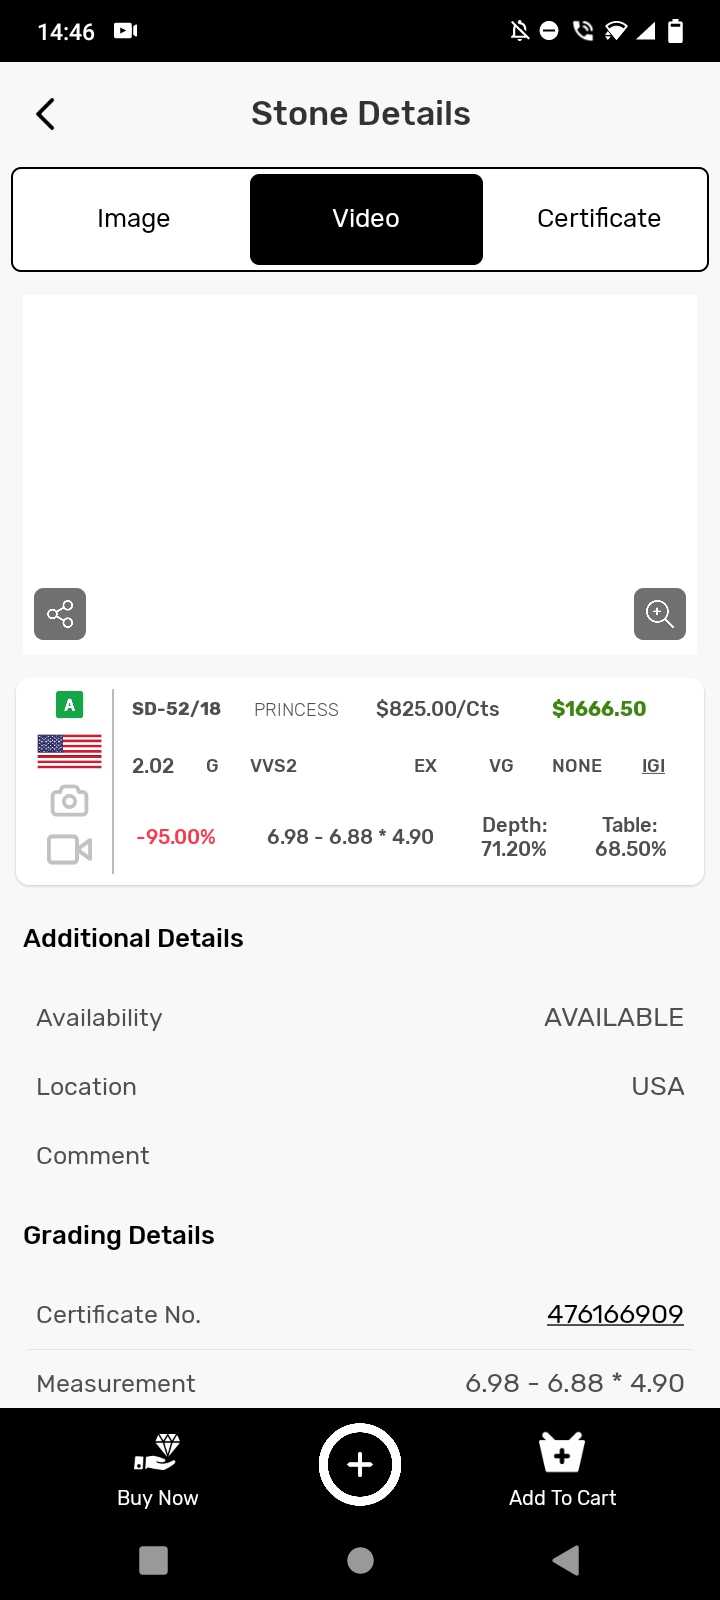 14:46
Stone Details
Image Video Certificate
A SD-52/18 PRINCESS $825.00/Cts $1666.50
2.02 G VVS2 EX VG NONE IGI
-95.00% 6.98 - 6.88 * 4.90 Depth: 71.20% Table: 68.50%
Additional Details
Availability AVAILABLE
Location USA
Comment
Grading Details
Certificate No. 476166909
Measurement 6.98 - 6.88 * 4.90
Buy Now Add To Cart